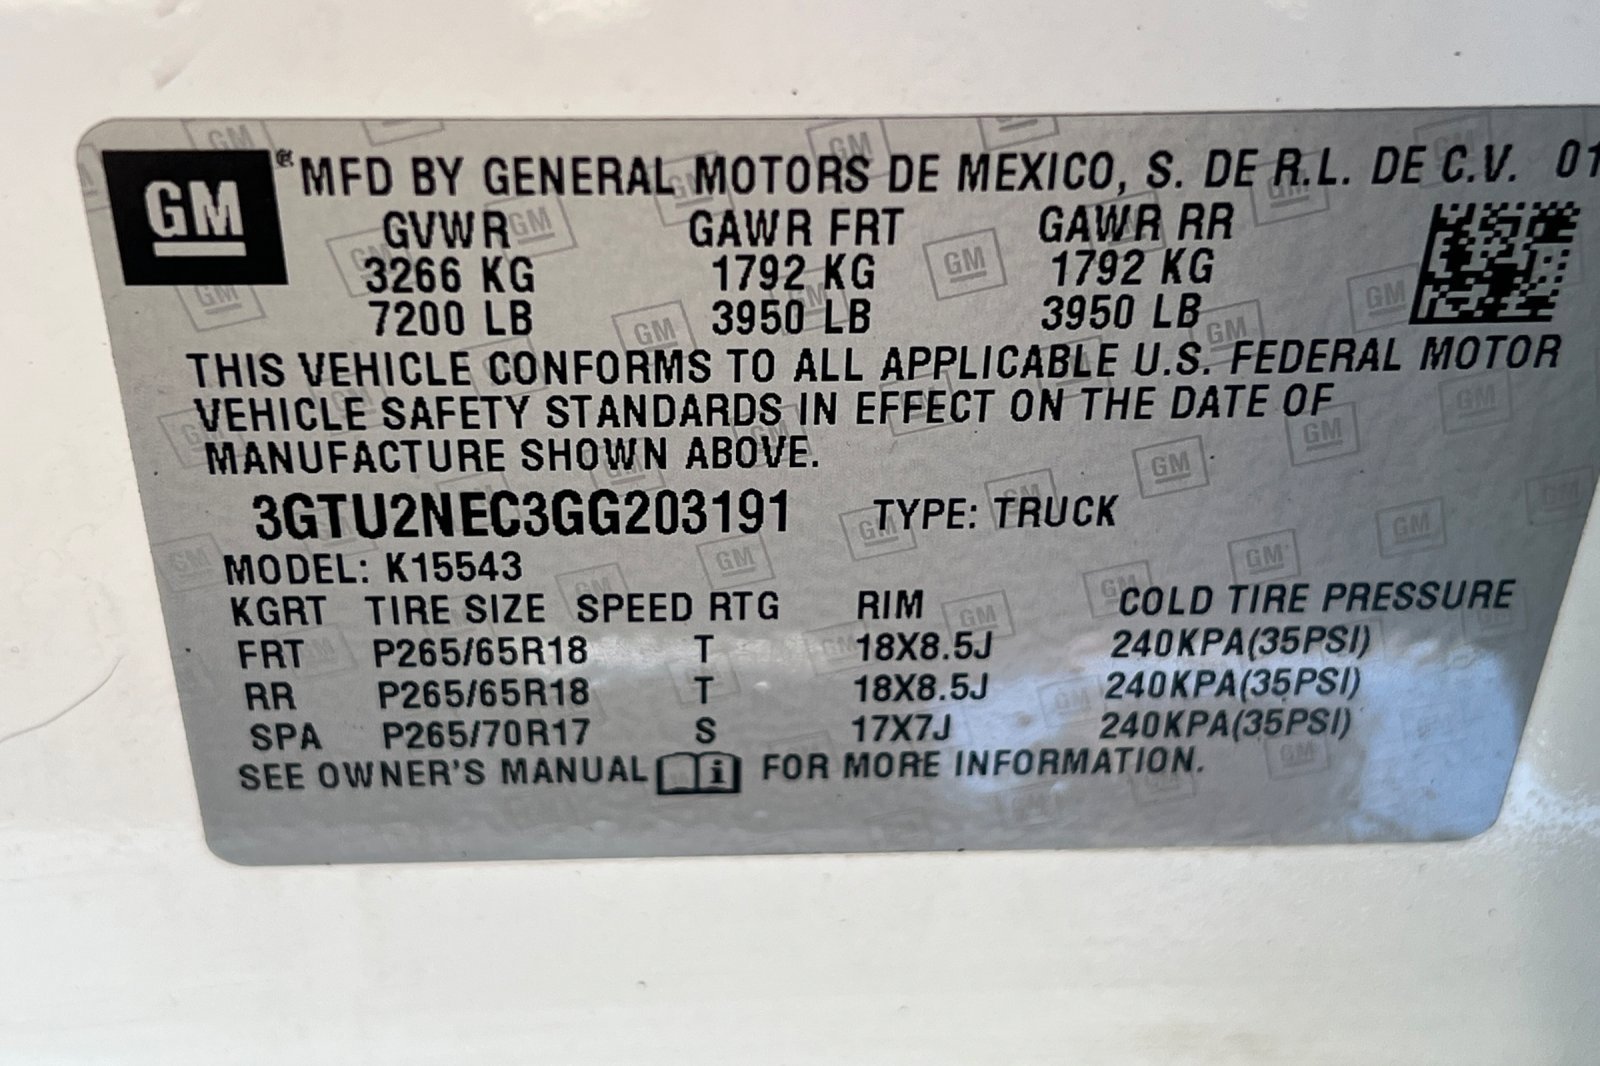 GM ® MFD BY GENERAL MOTORS DE MEXICO, S. DE R.L. DE C.V. 01
GVWR GAWR FRT GAWR RR
3266 KG 1792 KG 1792 KG
7200 LB 3950 LB 3950 LB
THIS VEHICLE CONFORMS TO ALL APPLICABLE U.S. FEDERAL MOTOR
VEHICLE SAFETY STANDARDS IN EFFECT ON THE DATE OF
MANUFACTURE SHOWN ABOVE.
3GTU2NEC3GG203191 TYPE: TRUCK
MODEL: K15543
KGRT TIRE SIZE SPEED RTG RIM COLD TIRE PRESSURE
FRT P265/65R18 T 18X8.5J 240KPA(35PSI)
RR P265/65R18 T 18X8.5J 240KPA(35PSI)
SPA P265/70R17 S 17X7J 240KPA(35PSI)
SEE OWNER'S MANUAL i FOR MORE INFORMATION.